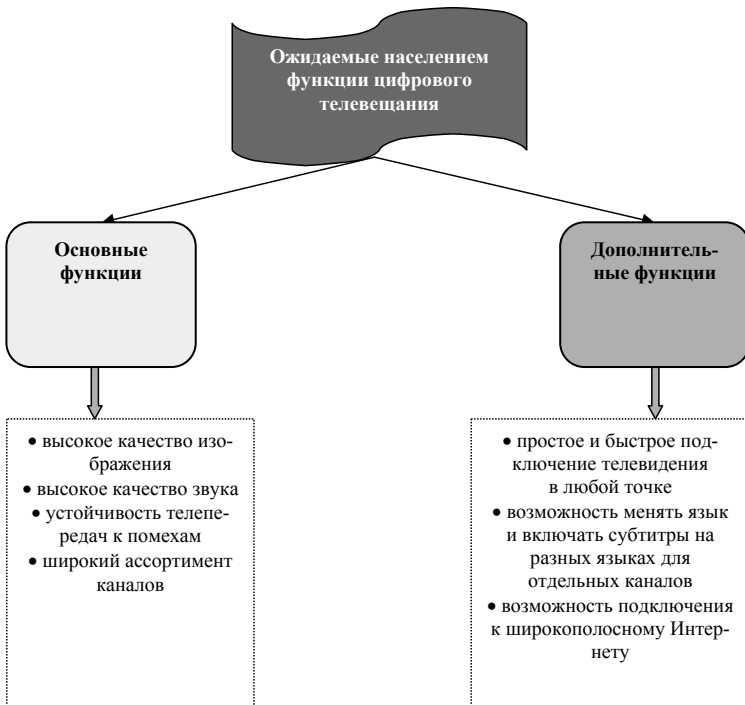 Ожидаемые населением
функции цифрового
телевещания
Основные
функции
Дополнитель-
ные функции
• высокое качество изо-
бражения
• высокое качество звука
• устойчивость телепе-
редач к помехам
• широкий ассортимент
каналов
• простое и быстрое под-
ключение телевидения
в любой точке
• возможность менять язык
и включать субтитры на
разных языках для
отдельных каналов
• возможность подключения
к широкополосному Интер-
нету